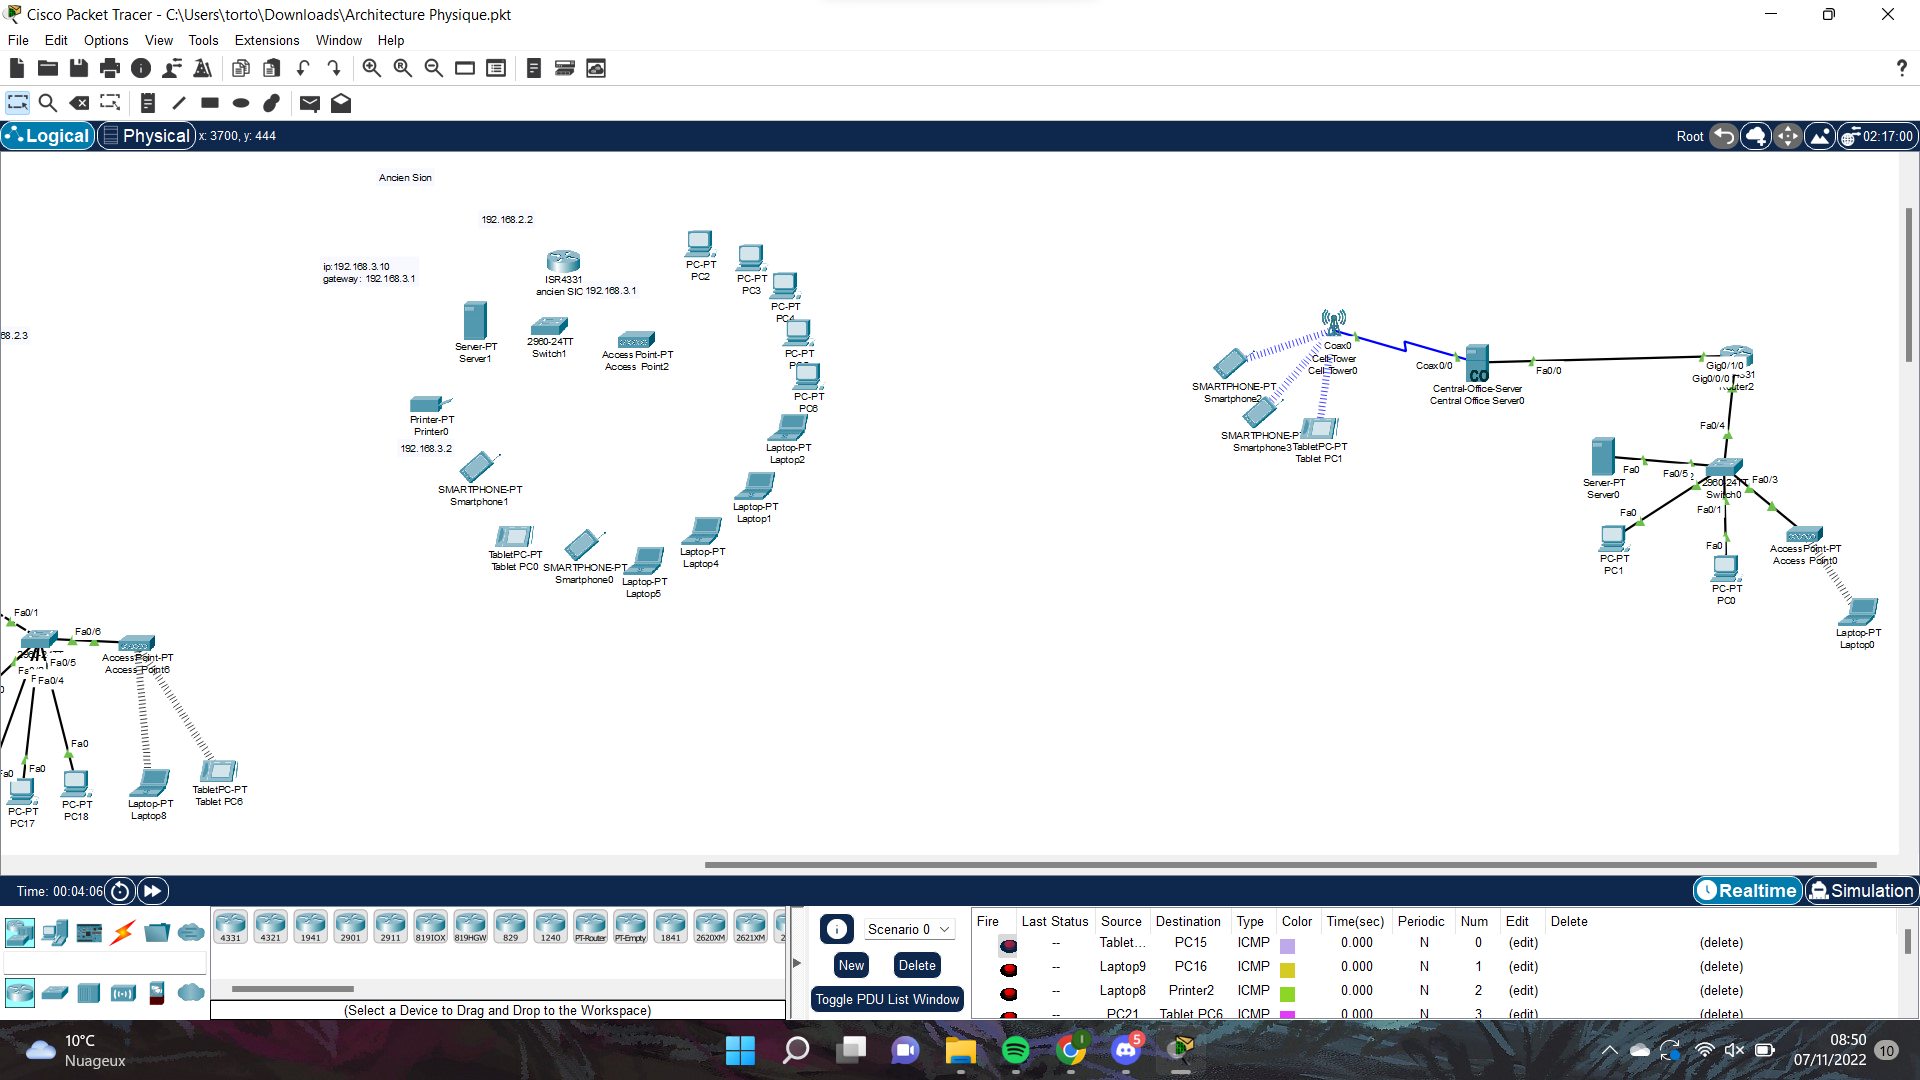 Cisco Packet Tracer - C:\Users\torto\Downloads\Architecture Physique.pkt
File Edit Options View Tools Extensions Window Help
Logical Physical x: 3700, y: 444 Root 02:17:00
Ancien Sion
192.168.2.2
ip:192.168.3.10
gateway: 192.168.3.1
ISR4331
ancien SIO 192.168.3.1
68.2.3
Server-PT
Server1
2960-24TT
Switch1
Access Point-PT
Access Point2
PC-PT
PC2
PC-PT
PC3
PC-PT
PC4
PC-PT
PC-PT
PC6
Laptop-PT
Laptop2
Laptop-PT
Laptop1
Laptop-PT
Laptop4
Laptop-PT
Laptop5
Printer-PT
Printer0
192.168.3.2
SMARTPHONE-PT
Smartphone1
TabletPC-PT
Tablet PC0
SMARTPHONE-PT
Smartphone0
Coax0
Cell-Tower
Cell Tower0
SMARTPHONE-PT
Smartphone2
SMARTPHONE-PT
Smartphone3
TabletPC-PT
Tablet PC1
Coax0/0
CO
Central-Office-Server
Central Office Server0
Fa0/0
Gig0/1/0
Gig0/0/0
Fa0/4
Server-PT
Server0
Fa0
Fa0/5
2960-24TT
Switch0
Fa0/3
Fa0/1
Fa0
PC-PT
PC1
Fa0
PC-PT
PC0
AccessPoint-PT
Access Point0
Laptop-PT
Laptop0
Fa0/1
Fa0/6
Fa0/5
Fa0/4
AccessPoint-PT
Access Point6
Fa0
Fa0
PC-PT
PC17
PC-PT
PC18
Laptop-PT
Laptop8
TabletPC-PT
Tablet PC6
Time: 00:04:06 Realtime Simulation
4331 4321 1941 2901 2911 819IOX 819HGW 829 1240 PT-Router PT-Empty 1841 2620XM 2621XM
(Select a Device to Drag and Drop to the Workspace)
Scenario 0
New Delete
Toggle PDU List Window
Fire Last Status Source Destination Type Color Time(sec) Periodic Num Edit Delete
-- Tablet... PC15 ICMP 0.000 N 0 (edit) (delete)
-- Laptop9 PC16 ICMP 0.000 N 1 (edit) (delete)
-- Laptop8 Printer2 ICMP 0.000 N 2 (edit) (delete)
-- PC21 Tablet PC6 ICMP 0.000 N 3 (edit) (delete)
10°C
Nuageux
5
08:50
07/11/2022
10